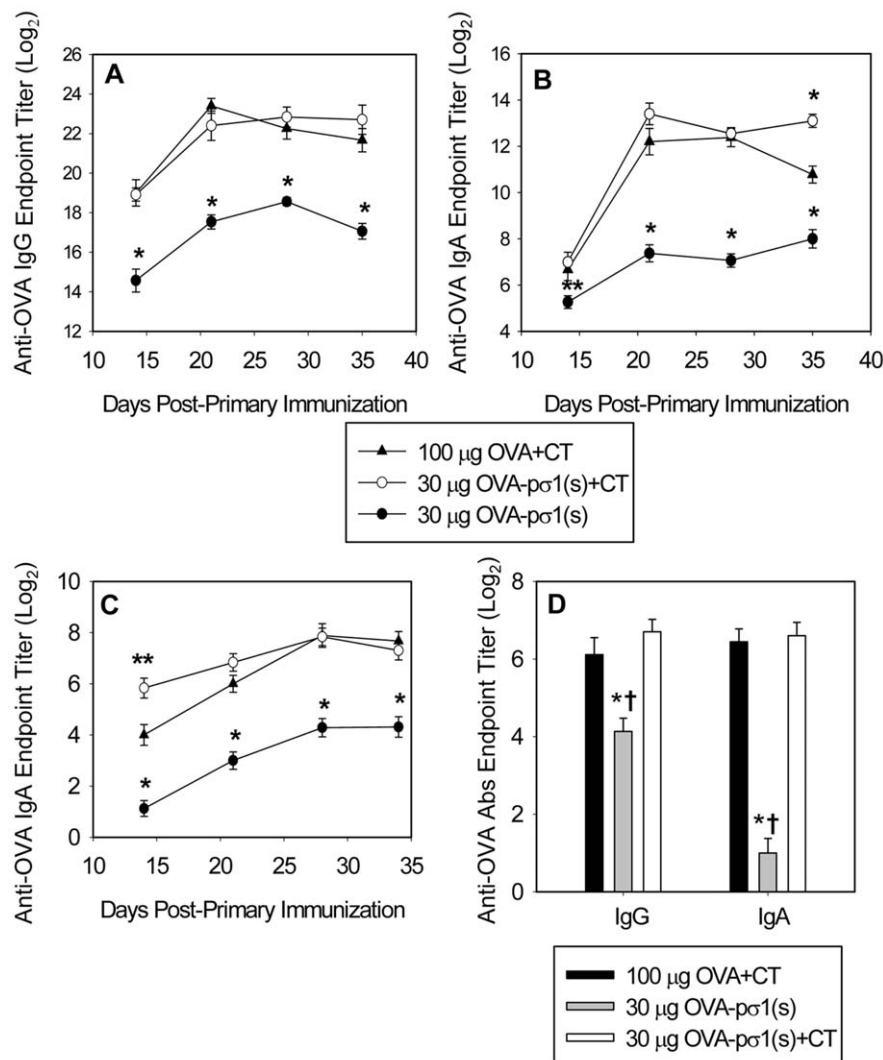 A
Anti-OVA IgG Endpoint Titer (Log2)
26
24
22
20
18
16
14
12
* * * *
10 15 20 25 30 35 40
Days Post-Primary Immunization
B
Anti-OVA IgA Endpoint Titer (Log2)
16
14
12
10
8
6
4
*
** * * *
10 15 20 25 30 35 40
Days Post-Primary Immunization
100 μg OVA+CT
30 μg OVA-pσ1(s)+CT
30 μg OVA-pσ1(s)
C
Anti-OVA IgA Endpoint Titer (Log2)
10
8
6
4
2
0
**
* * * *
10 15 20 25 30 35
Days Post-Primary Immunization
D
Anti-OVA Abs Endpoint Titer (Log2)
8
6
4
2
0
*†
*†
IgG IgA
100 μg OVA+CT
30 μg OVA-pσ1(s)
30 μg OVA-pσ1(s)+CT